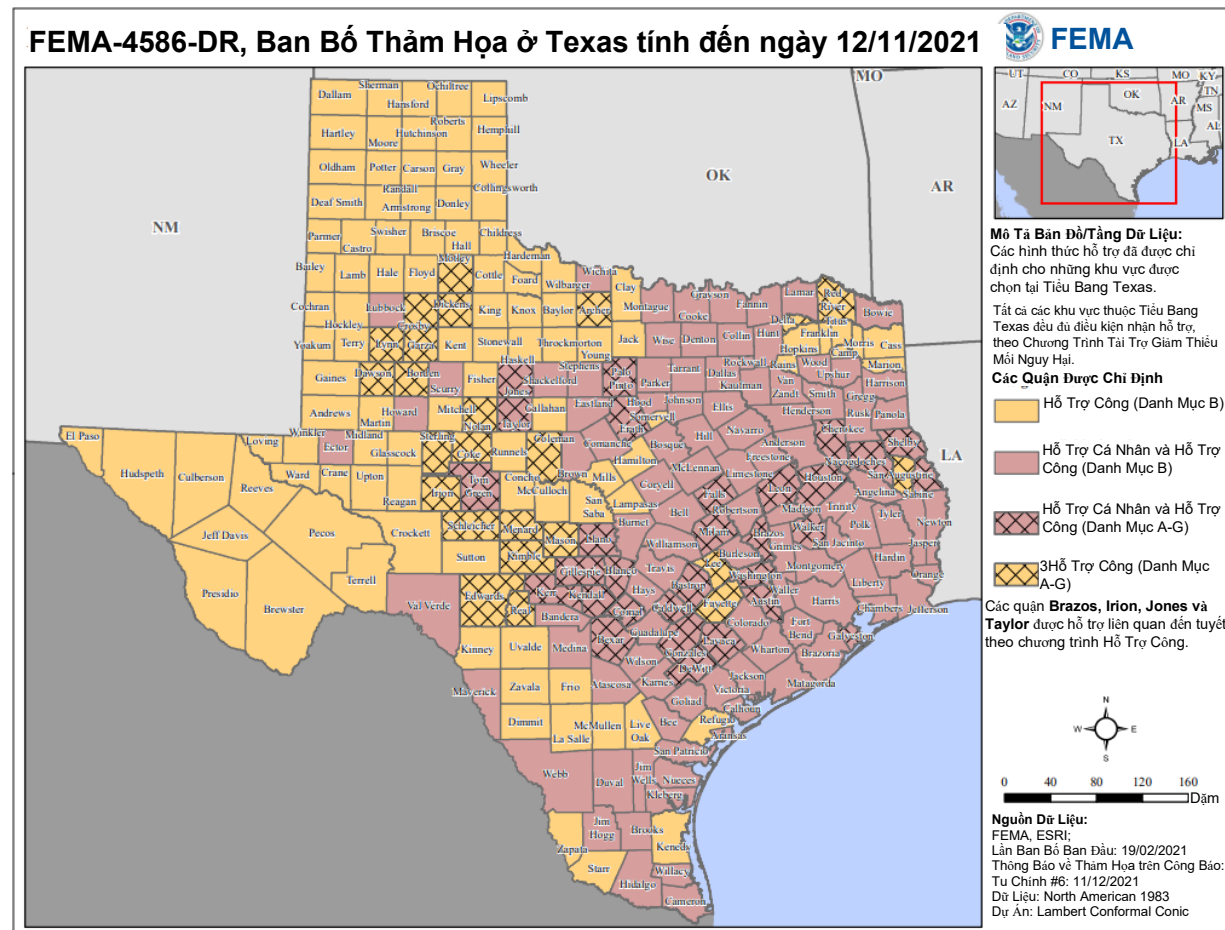 FEMA-4586-DR, Ban Bố Thảm Họa ở Texas tính đến ngày 12/11/2021
FEMA
MO
OK
AR
NM
LA
Dallam Sherman Hansford Ochiltree Lipscomb
Hartley Moore Hutchinson Roberts Hemphill
Oldham Potter Carson Gray Wheeler
Deaf Smith Randall Armstrong Donley Collingsworth
Parmer Castro Swisher Briscoe Hall Childress
Bailey Lamb Hale Floyd Motley Cottle Hardeman Foard Wilbarger Wichita Clay
Cochran Hockley Lubbock Crosby Dickens King Knox Baylor Archer Montague Cooke Grayson Fannin Lamar Red River Bowie
Yoakum Terry Lynn Garza Kent Stonewall Haskell Throckmorton Young Jack Wise Denton Collin Hunt Delta Hopkins Franklin Titus Camp Morris Cass Marion
Gaines Dawson Borden Scurry Fisher Jones Shackelford Stephens Palo Pinto Parker Tarrant Dallas Rockwall Kaufman Rains Wood Upshur Harrison
Andrews Martin Howard Mitchell Nolan Taylor Callahan Eastland Erath Hood Somervell Johnson Ellis Van Zandt Smith Gregg Rusk Panola
El Paso Hudspeth Culberson Loving Winkler Ector Midland Glasscock Sterling Coke Runnels Coleman Brown Comanche Hamilton Bosque Hill Navarro Henderson Anderson Cherokee Shelby
Reeves Ward Crane Upton Reagan Irion Tom Green Concho McCulloch Mills San Saba Lampasas Coryell McLennan Limestone Freestone Leon Houston Nacogdoches San Augustine Sabine Angelina
Jeff Davis Pecos Crockett Schleicher Menard Mason Llano Burnet Bell Falls Robertson Madison Trinity Polk Tyler Jasper Newton
Presidio Brewster Terrell Sutton Kimble Gillespie Blanco Williamson Milam Brazos Burleson Grimes Walker San Jacinto Hardin
Val Verde Edwards Real Kerr Kendall Bandera Comal Hays Travis Bastrop Lee Washington Waller Montgomery Liberty Orange
Kinney Uvalde Medina Bexar Guadalupe Caldwell Fayette Austin Colorado Harris Chambers Jefferson
Maverick Zavala Frio Atascosa Wilson Karnes Gonzales DeWitt Lavaca Wharton Fort Bend Brazoria Galveston
Dimmit La Salle McMullen Live Oak Bee Goliad Victoria Jackson Calhoun Matagorda Refugio Aransas
Webb Duval Jim Wells San Patricio Nueces Kleberg
Zapata Jim Hogg Brooks Kenedy
Starr Hidalgo Willacy Cameron
UT CO KS MO KY
AZ NM OK AR TN
MS AL
TX LA
Mô Tả Bản Đồ/Tầng Dữ Liệu:
Các hình thức hỗ trợ đã được chỉ
định cho những khu vực được
chọn tại Tiểu Bang Texas.
Tất cả các khu vực thuộc Tiểu Bang
Texas đều đủ điều kiện nhận hỗ trợ,
theo Chương Trình Tài Trợ Giảm Thiểu
Mối Nguy Hại.
Các Quận Được Chỉ Định
Hỗ Trợ Công (Danh Mục B)
Hỗ Trợ Cá Nhân và Hỗ Trợ
Công (Danh Mục B)
Hỗ Trợ Cá Nhân và Hỗ Trợ
Công (Danh Mục A-G)
3Hỗ Trợ Công (Danh Mục
A-G)
Các quận Brazos, Irion, Jones và
Taylor được hỗ trợ liên quan đến tuyết
theo chương trình Hỗ Trợ Công.
N
W E
S
0 40 80 120 160
Dặm
Nguồn Dữ Liệu:
FEMA, ESRI;
Lần Ban Bố Ban Đầu: 19/02/2021
Thông Báo về Thảm Họa trên Công Báo:
Tu Chính #6: 11/12/2021
Dữ Liệu: North American 1983
Dự Án: Lambert Conformal Conic